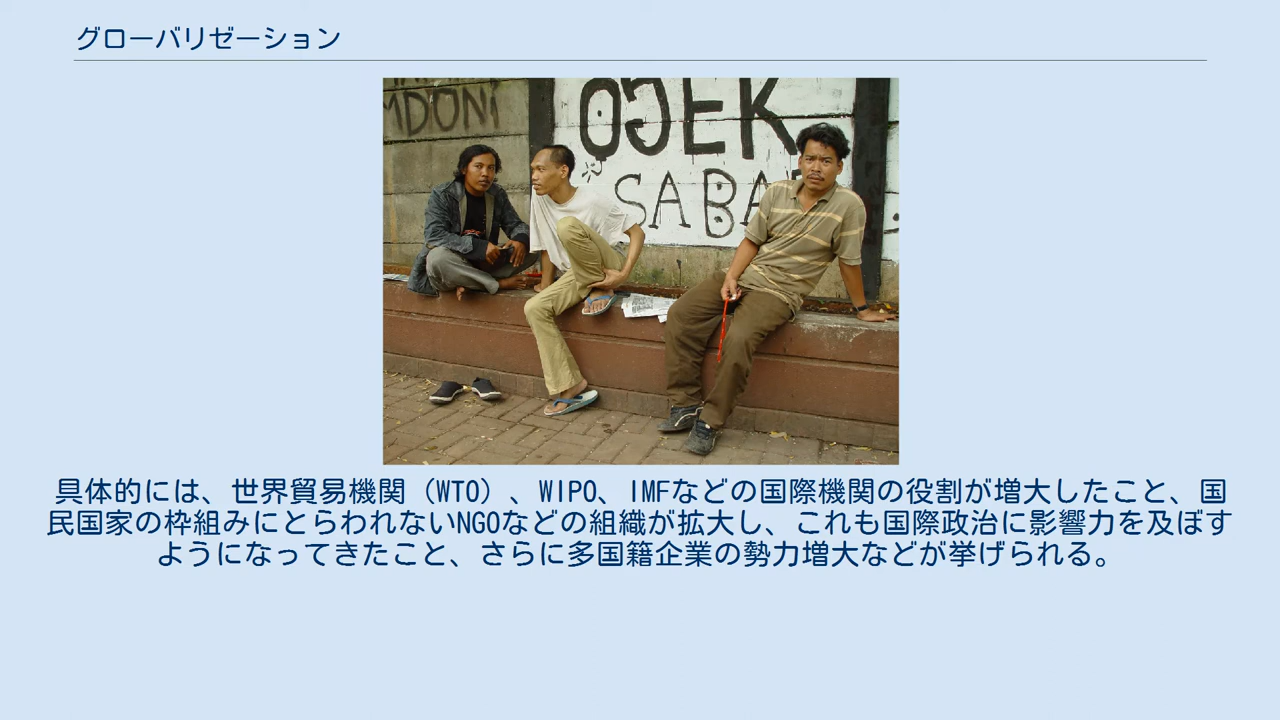 グローバリゼーション
MDONI
OJEK
SABA
具体的には、世界貿易機関（WTO）、WIPO、IMFなどの国際機関の役割が増大したこと、国
民国家の枠組みにとらわれないNGOなどの組織が拡大し、これも国際政治に影響力を及ぼす
ようになってきたこと、さらに多国籍企業の勢力増大などが挙げられる。